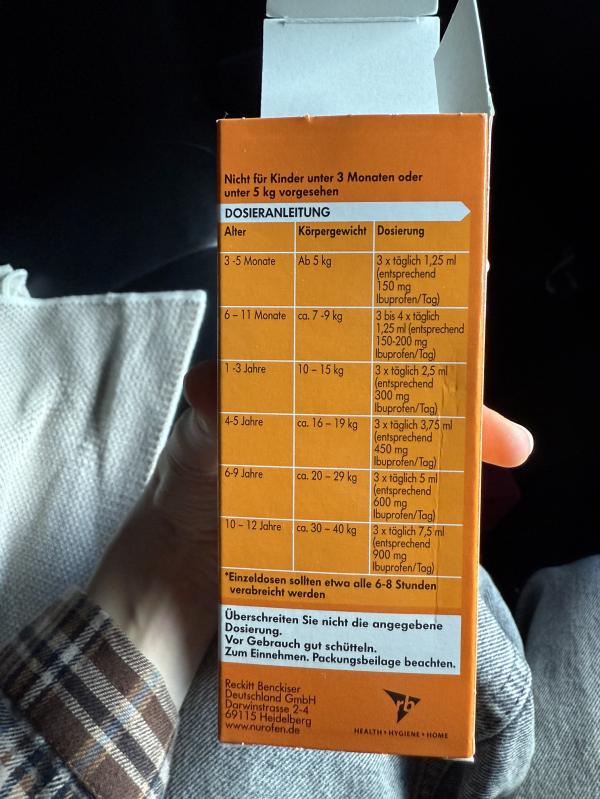 Nicht für Kinder unter 3 Monaten oder
unter 5 kg vorgesehen
DOSIERANLEITUNG
Alter Körpergewicht Dosierung
3 -5 Monate Ab 5 kg 3 x täglich 1,25 ml
(entsprechend
150 mg
Ibuprofen/Tag)
6 – 11 Monate ca. 7 -9 kg 3 bis 4 x täglich
1,25 ml (entsprechend
150-200 mg
Ibuprofen/Tag)
1 -3 Jahre 10 – 15 kg 3 x täglich 2,5 ml
(entsprechend
300 mg
Ibuprofen/Tag)
4-5 Jahre ca. 16 – 19 kg 3 x täglich 3,75 ml
(entsprechend
450 mg
Ibuprofen/Tag)
6-9 Jahre ca. 20 – 29 kg 3 x täglich 5 ml
(entsprechend
600 mg
Ibuprofen/Tag)
10 – 12 Jahre ca. 30 – 40 kg 3 x täglich 7,5 ml
(entsprechend
900 mg
Ibuprofen/Tag)
*Einzeldosen sollten etwa alle 6-8 Stunden
verabreicht werden
Überschreiten Sie nicht die angegebene
Dosierung.
Vor Gebrauch gut schütteln.
Zum Einnehmen. Packungsbeilage beachten.
Reckitt Benckiser
Deutschland GmbH
Darwinstrasse 2-4
69115 Heidelberg
www.nurofen.de
rb
HEALTH • HYGIENE • HOME